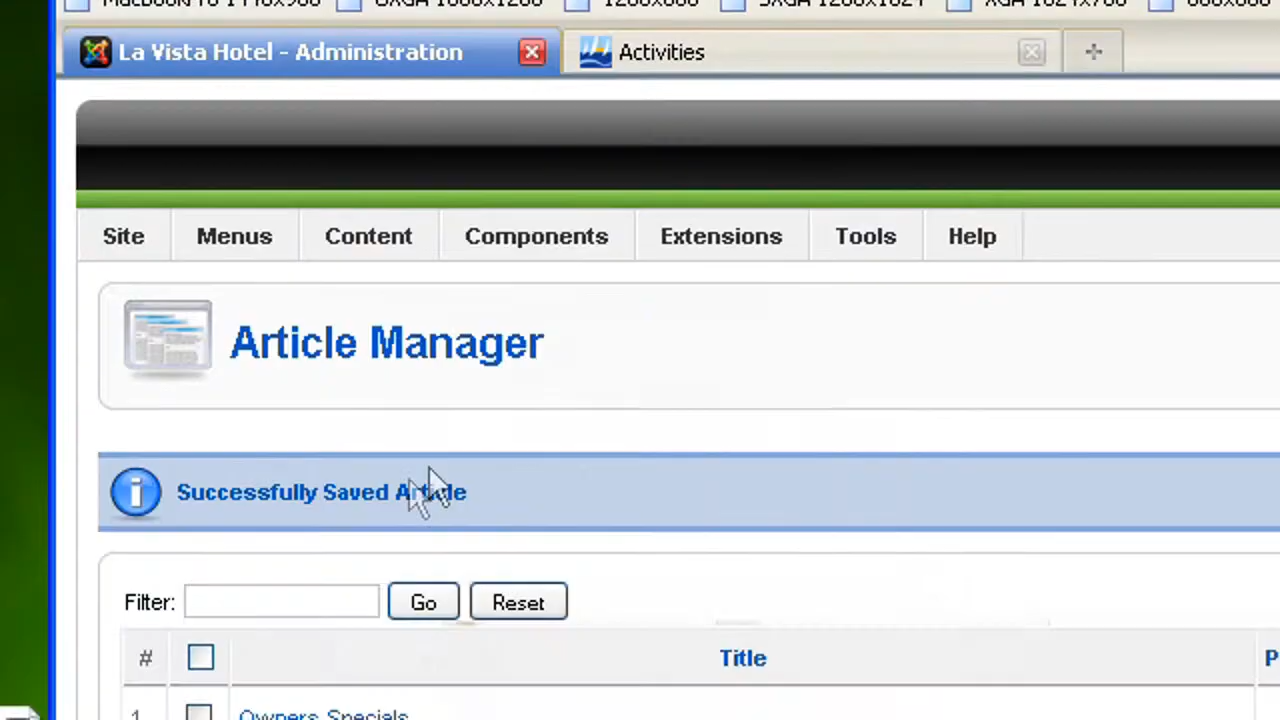 La Vista Hotel - Administration
Activities
Site Menus Content Components Extensions Tools Help
Article Manager
Successfully Saved Article
Filter: Go Reset
# Title
1 Owners Specials